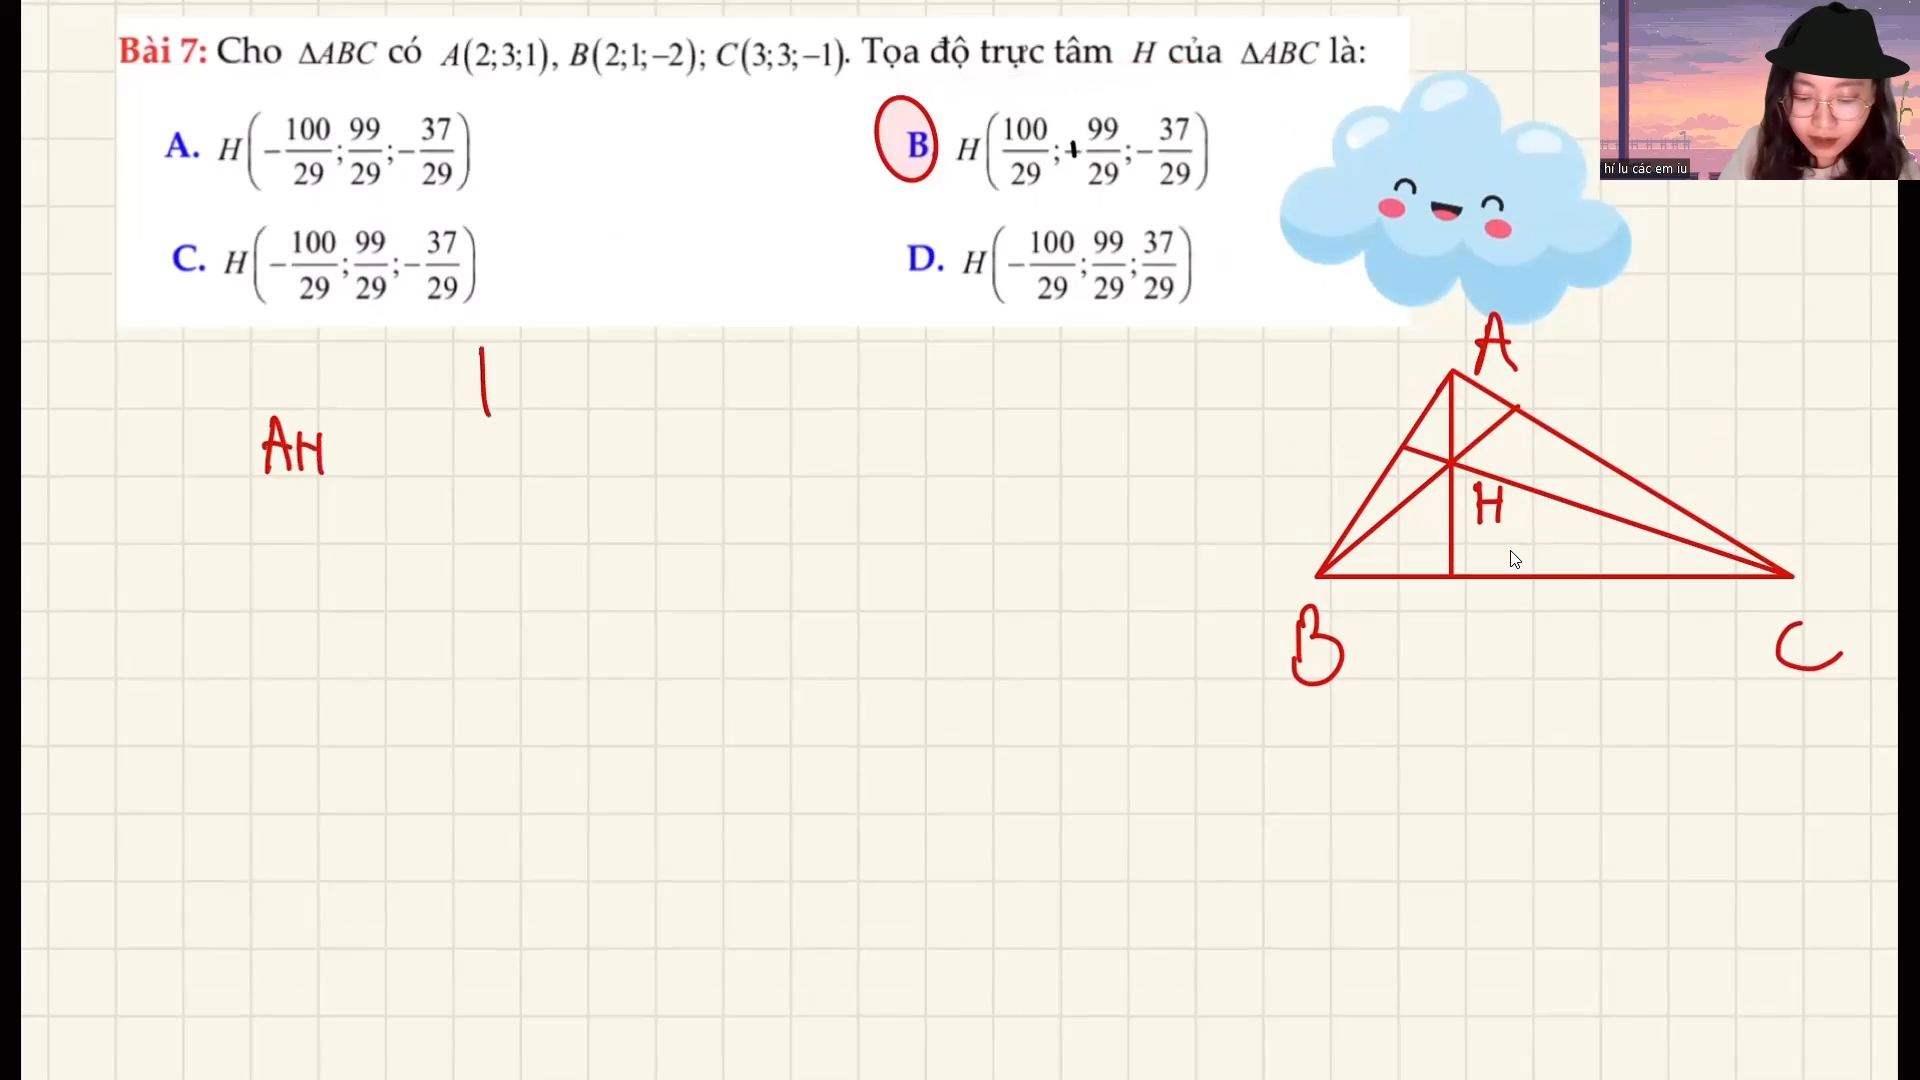 Bài 7: Cho ΔABC có A(2;3;1), B(2;1;−2); C(3;3;−1). Tọa độ trực tâm H của ΔABC là:
A. H(−100/29; 99/29; −37/29)
B. H(100/29; +99/29; −37/29)
C. H(−100/29; 99/29; −37/29)
D. H(−100/29; 99/29; 37/29)
hí lu các em iu
A
AH
H
B
C